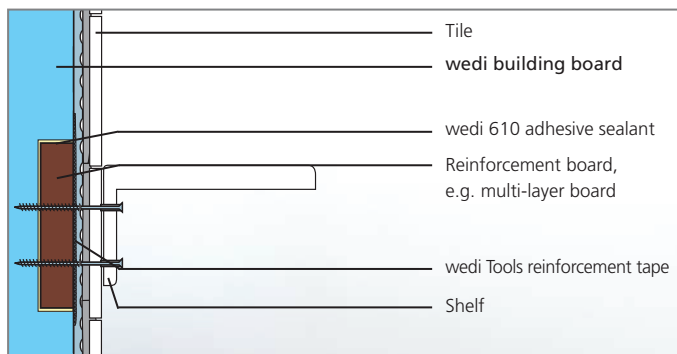 Tile
wedi building board
wedi 610 adhesive sealant
Reinforcement board,
e.g. multi-layer board
wedi Tools reinforcement tape
Shelf